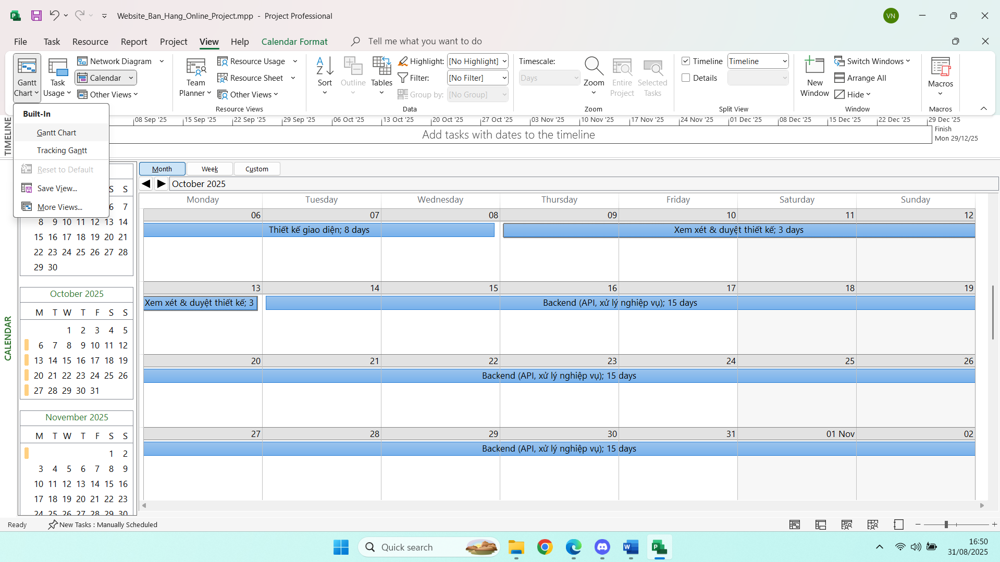 Website_Ban_Hang_Online_Project.mpp - Project Professional
VN
File Task Resource Report Project View Help Calendar Format Tell me what you want to do
Gantt Chart
Task Usage
Network Diagram
Calendar
Other Views
Team Planner
Resource Usage
Resource Sheet
Other Views
Resource Views
Sort
Outline
Tables
Highlight: [No Highlight]
Filter: [No Filter]
Group by: [No Group]
Data
Timescale:
Days
Zoom
Entire Project
Selected Tasks
Zoom
Timeline Timeline
Details
Split View
New Window
Switch Windows
Arrange All
Hide
Window
Macros
Macros
Built-In
Gantt Chart
Tracking Gantt
Reset to Default
Save View...
More Views...
TIMELINE
08 Sep '25 15 Sep '25 22 Sep '25 29 Sep '25 06 Oct '25 13 Oct '25 20 Oct '25 27 Oct '25 03 Nov '25 10 Nov '25 17 Nov '25 24 Nov '25 01 Dec '25 08 Dec '25 15 Dec '25 22 Dec '25 29 Dec '25
Add tasks with dates to the timeline
Finish
Mon 29/12/25
CALENDAR
S S
6 7
8 9 10 11 12 13 14
15 16 17 18 19 20 21
22 23 24 25 26 27 28
29 30
October 2025
M T W T F S S
1 2 3 4 5
6 7 8 9 10 11 12
13 14 15 16 17 18 19
20 21 22 23 24 25 26
27 28 29 30 31
November 2025
M T W T F S S
1 2
3 4 5 6 7 8 9
10 11 12 13 14 15 16
17 18 19 20 21 22 23
24 25 26 27 28 29 30
Month Week Custom
October 2025
Monday Tuesday Wednesday Thursday Friday Saturday Sunday
06 07 08 09 10 11 12
Thiết kế giao diện; 8 days Xem xét & duyệt thiết kế; 3 days
13 14 15 16 17 18 19
Xem xét & duyệt thiết kế; 3 Backend (API, xử lý nghiệp vụ); 15 days
20 21 22 23 24 25 26
Backend (API, xử lý nghiệp vụ); 15 days
27 28 29 30 31 01 Nov 02
Backend (API, xử lý nghiệp vụ); 15 days
Ready New Tasks : Manually Scheduled
Quick search
16:50
31/08/2025